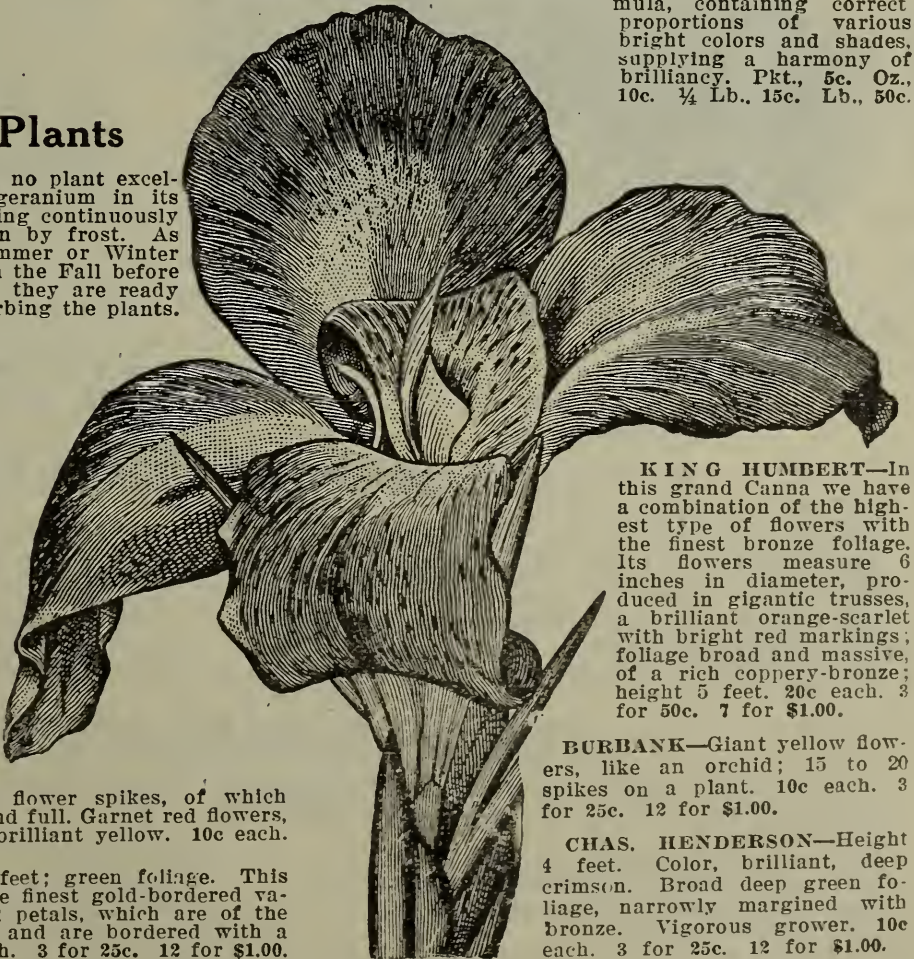 mula, containing correct
proportions of various
bright colors and shades,
supplying a harmony of
brilliancy. Pkt., 5c. Oz.,
10c. ¼ Lb., 15c. Lb., 50c.
Plants
no plant excel-
geranium in its
ing continuously
n by frost. As
mmer or Winter
the Fall before
they are ready
rbing the plants.
KING HUMBERT—In
this grand Canna we have
a combination of the high-
est type of flowers with
the finest bronze foliage.
Its flowers measure 6
inches in diameter, pro-
duced in gigantic trusses,
a brilliant orange-scarlet
with bright red markings;
foliage broad and massive,
of a rich coppery-bronze;
height 5 feet. 20c each. 3
for 50c. 7 for $1.00.
BURBANK—Giant yellow flow-
ers, like an orchid; 15 to 20
spikes on a plant. 10c each. 3
for 25c. 12 for $1.00.
CHAS. HENDERSON—Height
4 feet. Color, brilliant, deep
crimson. Broad deep green fo-
liage, narrowly margined with
bronze. Vigorous grower. 10c
each. 3 for 25c. 12 for $1.00.
flower spikes, of which
nd full. Garnet red flowers,
brilliant yellow. 10c each.
feet; green foliage. This
e finest gold-bordered va-
petals, which are of the
and are bordered with a
h. 3 for 25c. 12 for $1.00.